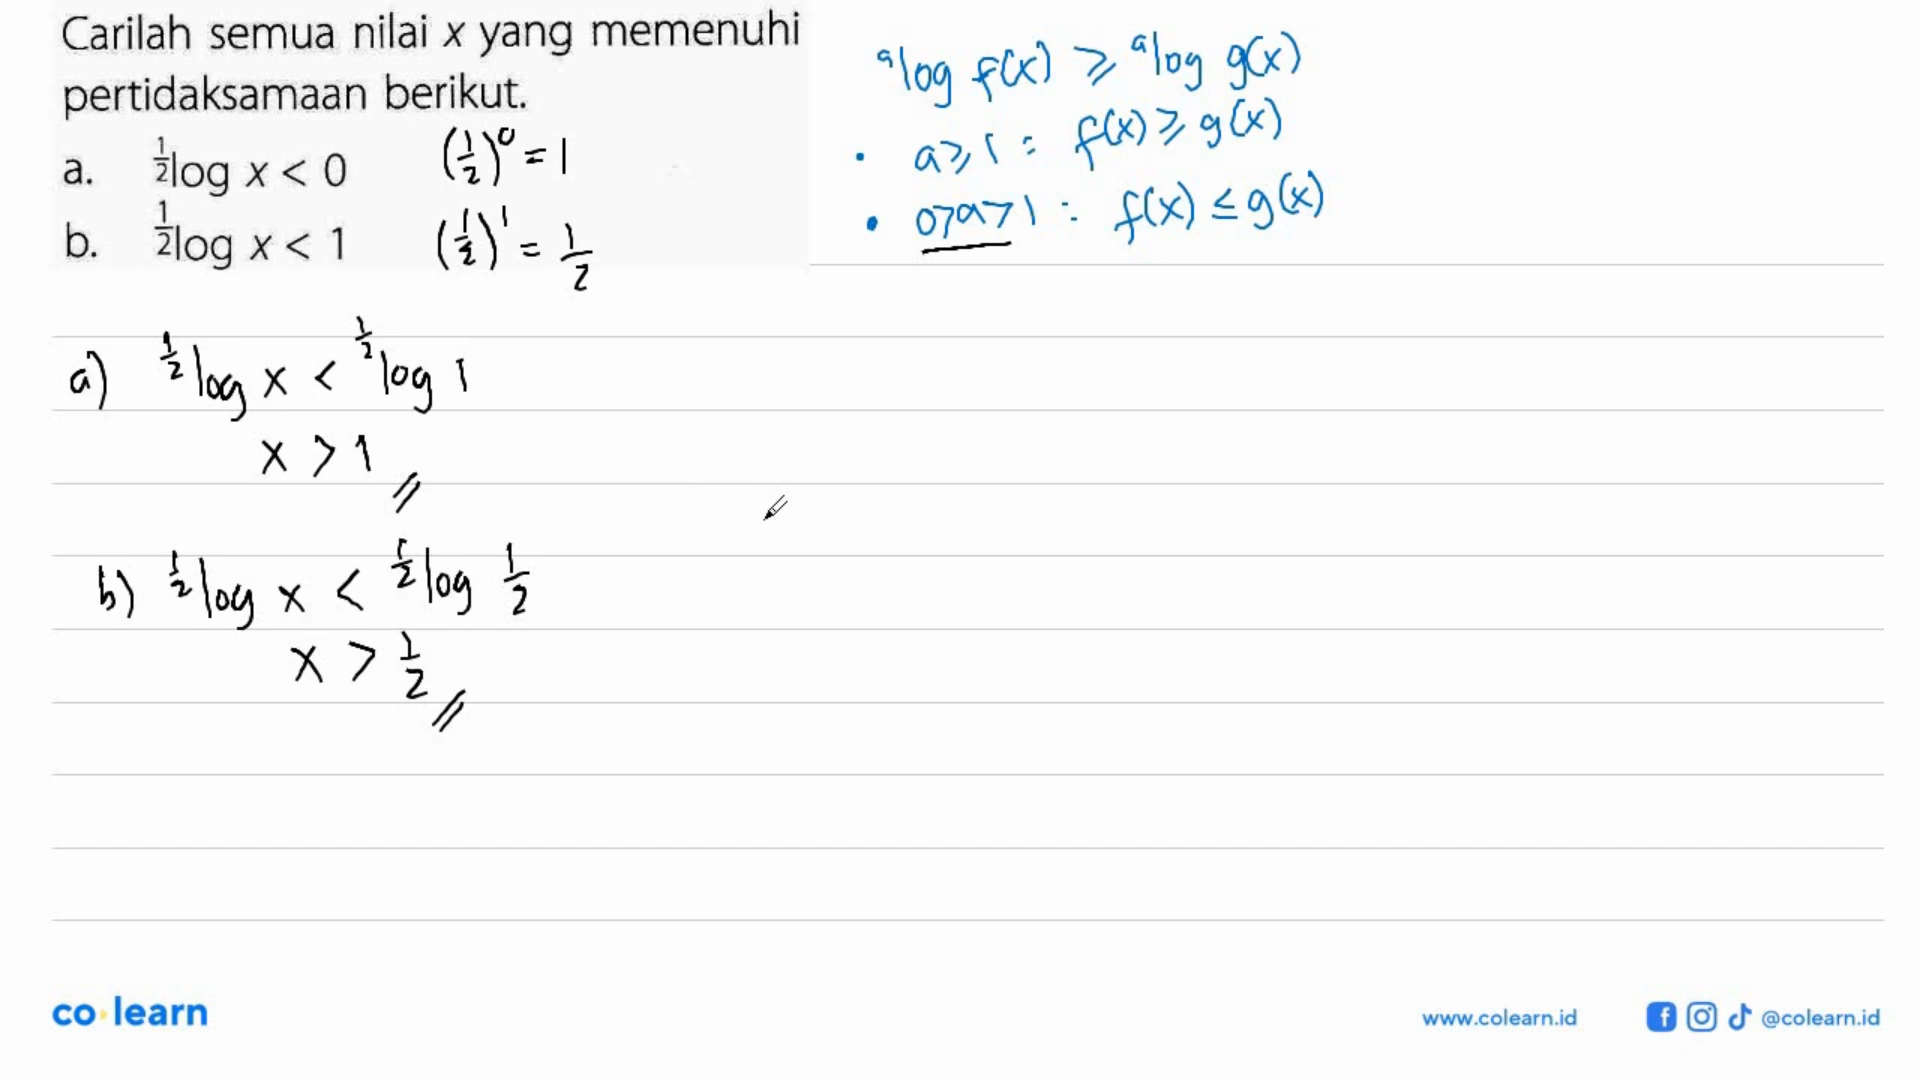 Carilah semua nilai x yang memenuhi
pertidaksamaan berikut.
a. ½log x < 0 (1/2)⁰ = 1
b. ½log x < 1 (1/2)¹ = 1/2
ᵃlog f(x) ≥ ᵃlog g(x)
• a ≥ 1 : f(x) ≥ g(x)
• 0>a>1 : f(x) ≤ g(x)
a) ½log x < ½log 1
x > 1
b) ½log x < ½log 1/2
x > 1/2
co learn
www.colearn.id @colearn.id